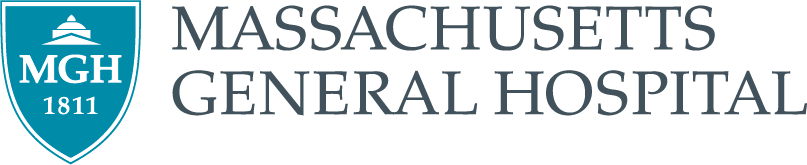 MGH
1811
MASSACHUSETTS
GENERAL HOSPITAL